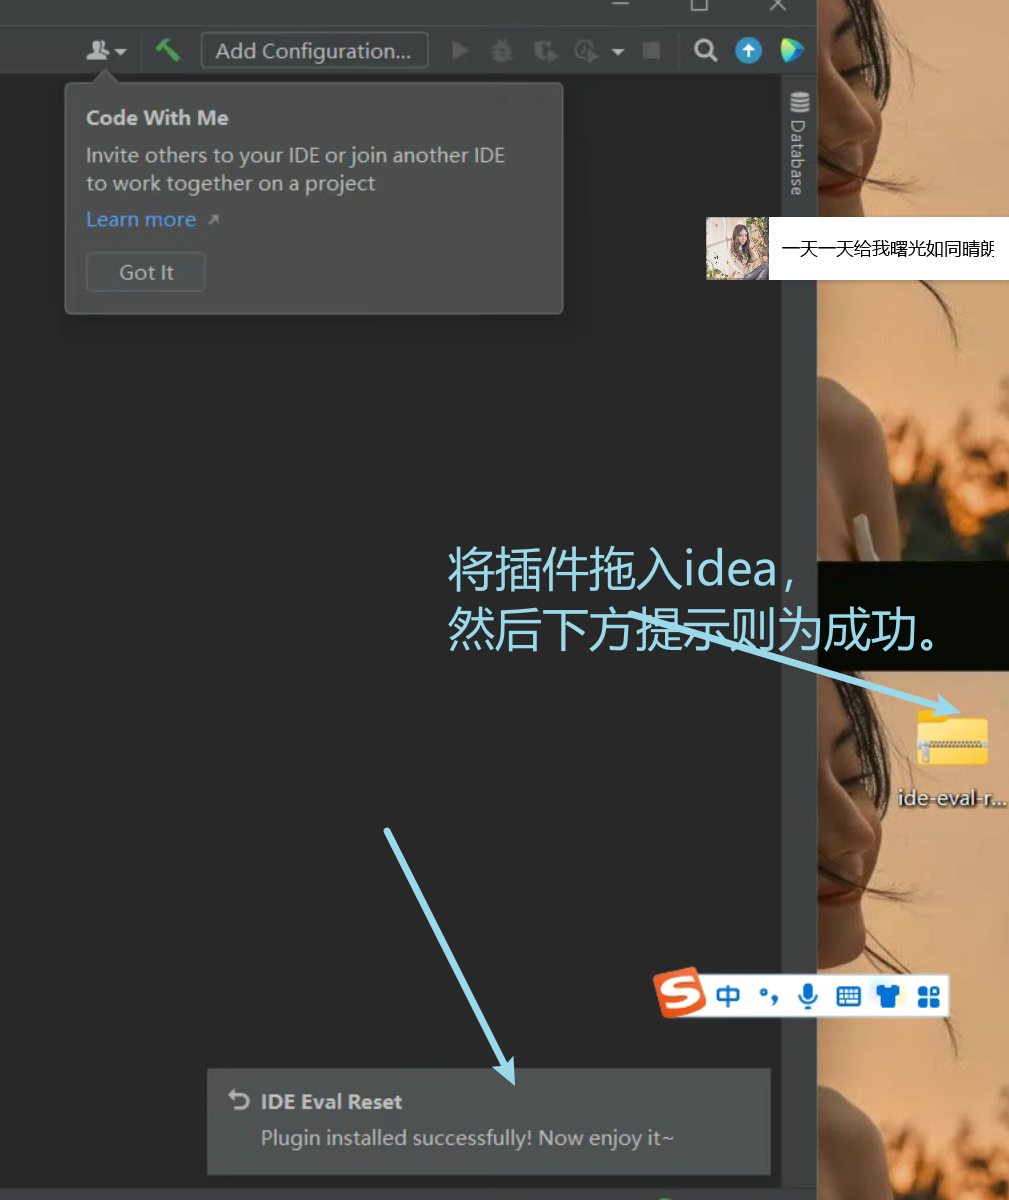 Add Configuration...
Code With Me
Invite others to your IDE or join another IDE
to work together on a project
Learn more
Got It
Database
一天一天给我曙光如同晴朗
将插件拖入idea，
然后下方提示则为成功。
ide-eval-r...
中
IDE Eval Reset
Plugin installed successfully! Now enjoy it~